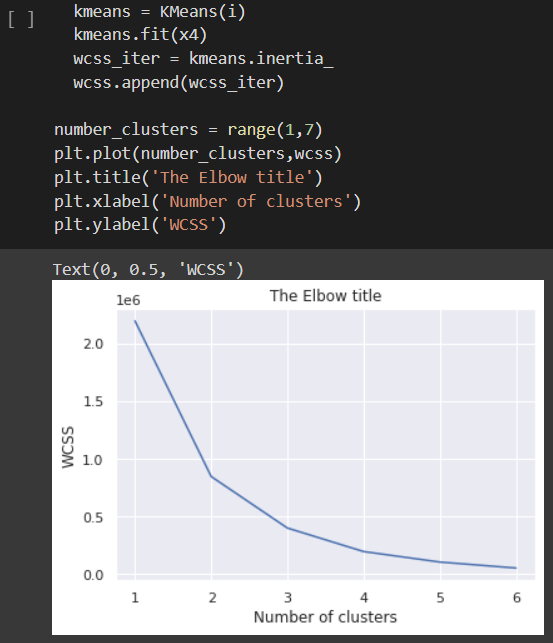 [ ]
kmeans = KMeans(i)
kmeans.fit(x4)
wcss_iter = kmeans.inertia_
wcss.append(wcss_iter)
number_clusters = range(1,7)
plt.plot(number_clusters,wcss)
plt.title('The Elbow title')
plt.xlabel('Number of clusters')
plt.ylabel('WCSS')
Text(0, 0.5, 'WCSS')
1e6
The Elbow title
2.0
1.5
1.0
0.5
0.0
WCSS
1 2 3 4 5 6
Number of clusters